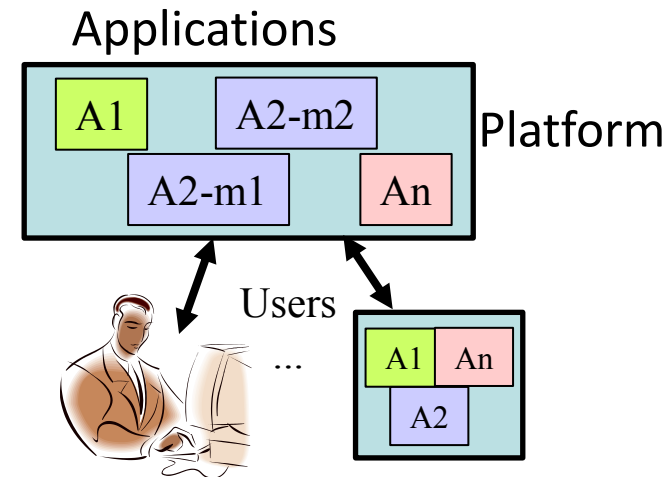 Applications
A1
A2-m2
Platform
A2-m1
An
Users
...
A1
An
A2